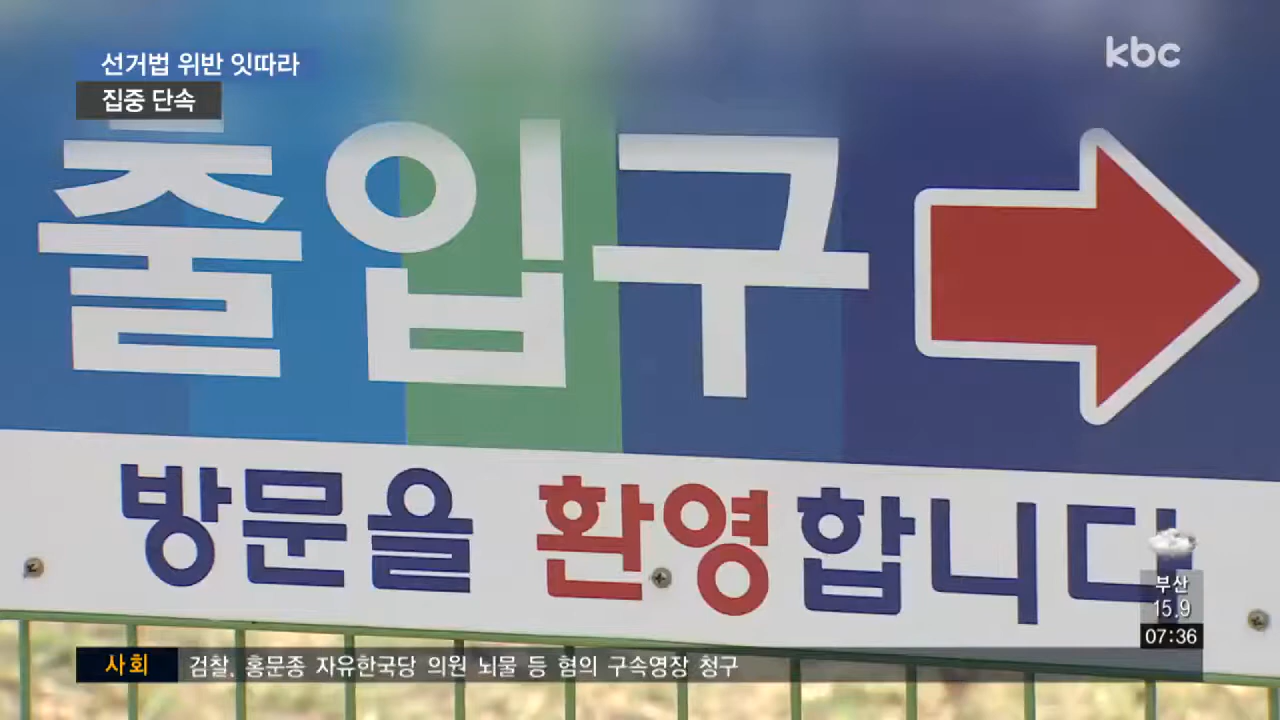 선거법 위반 잇따라
kbc
집중 단속
출입구
방문을 환영합니다
부산
15.9
07:36
사회 검찰, 홍문종 자유한국당 의원 뇌물 등 혐의 구속영장 청구